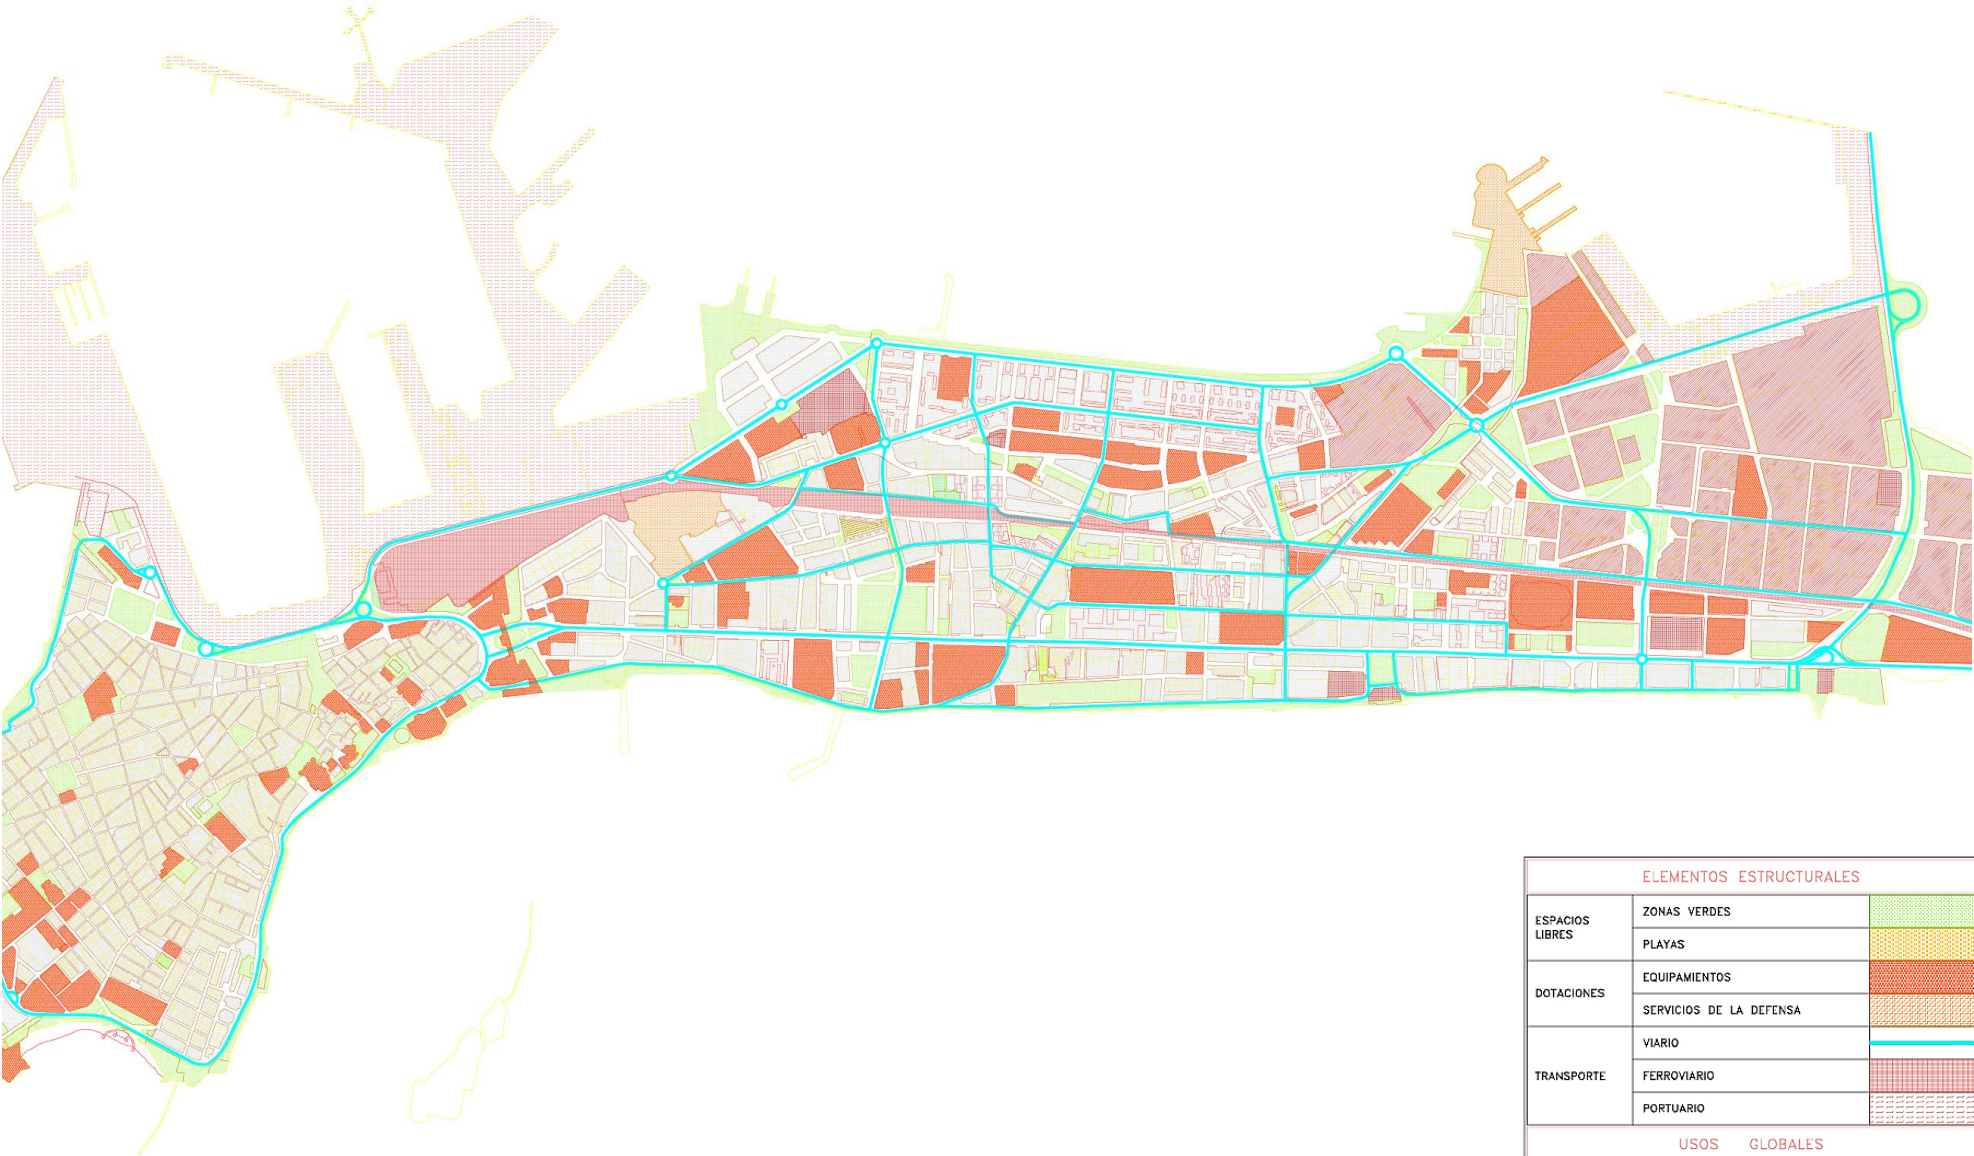 ELEMENTOS ESTRUCTURALES
ESPACIOS
LIBRES
ZONAS VERDES
PLAYAS
DOTACIONES
EQUIPAMIENTOS
SERVICIOS DE LA DEFENSA
TRANSPORTE
VIARIO
FERROVIARIO
PORTUARIO
USOS GLOBALES